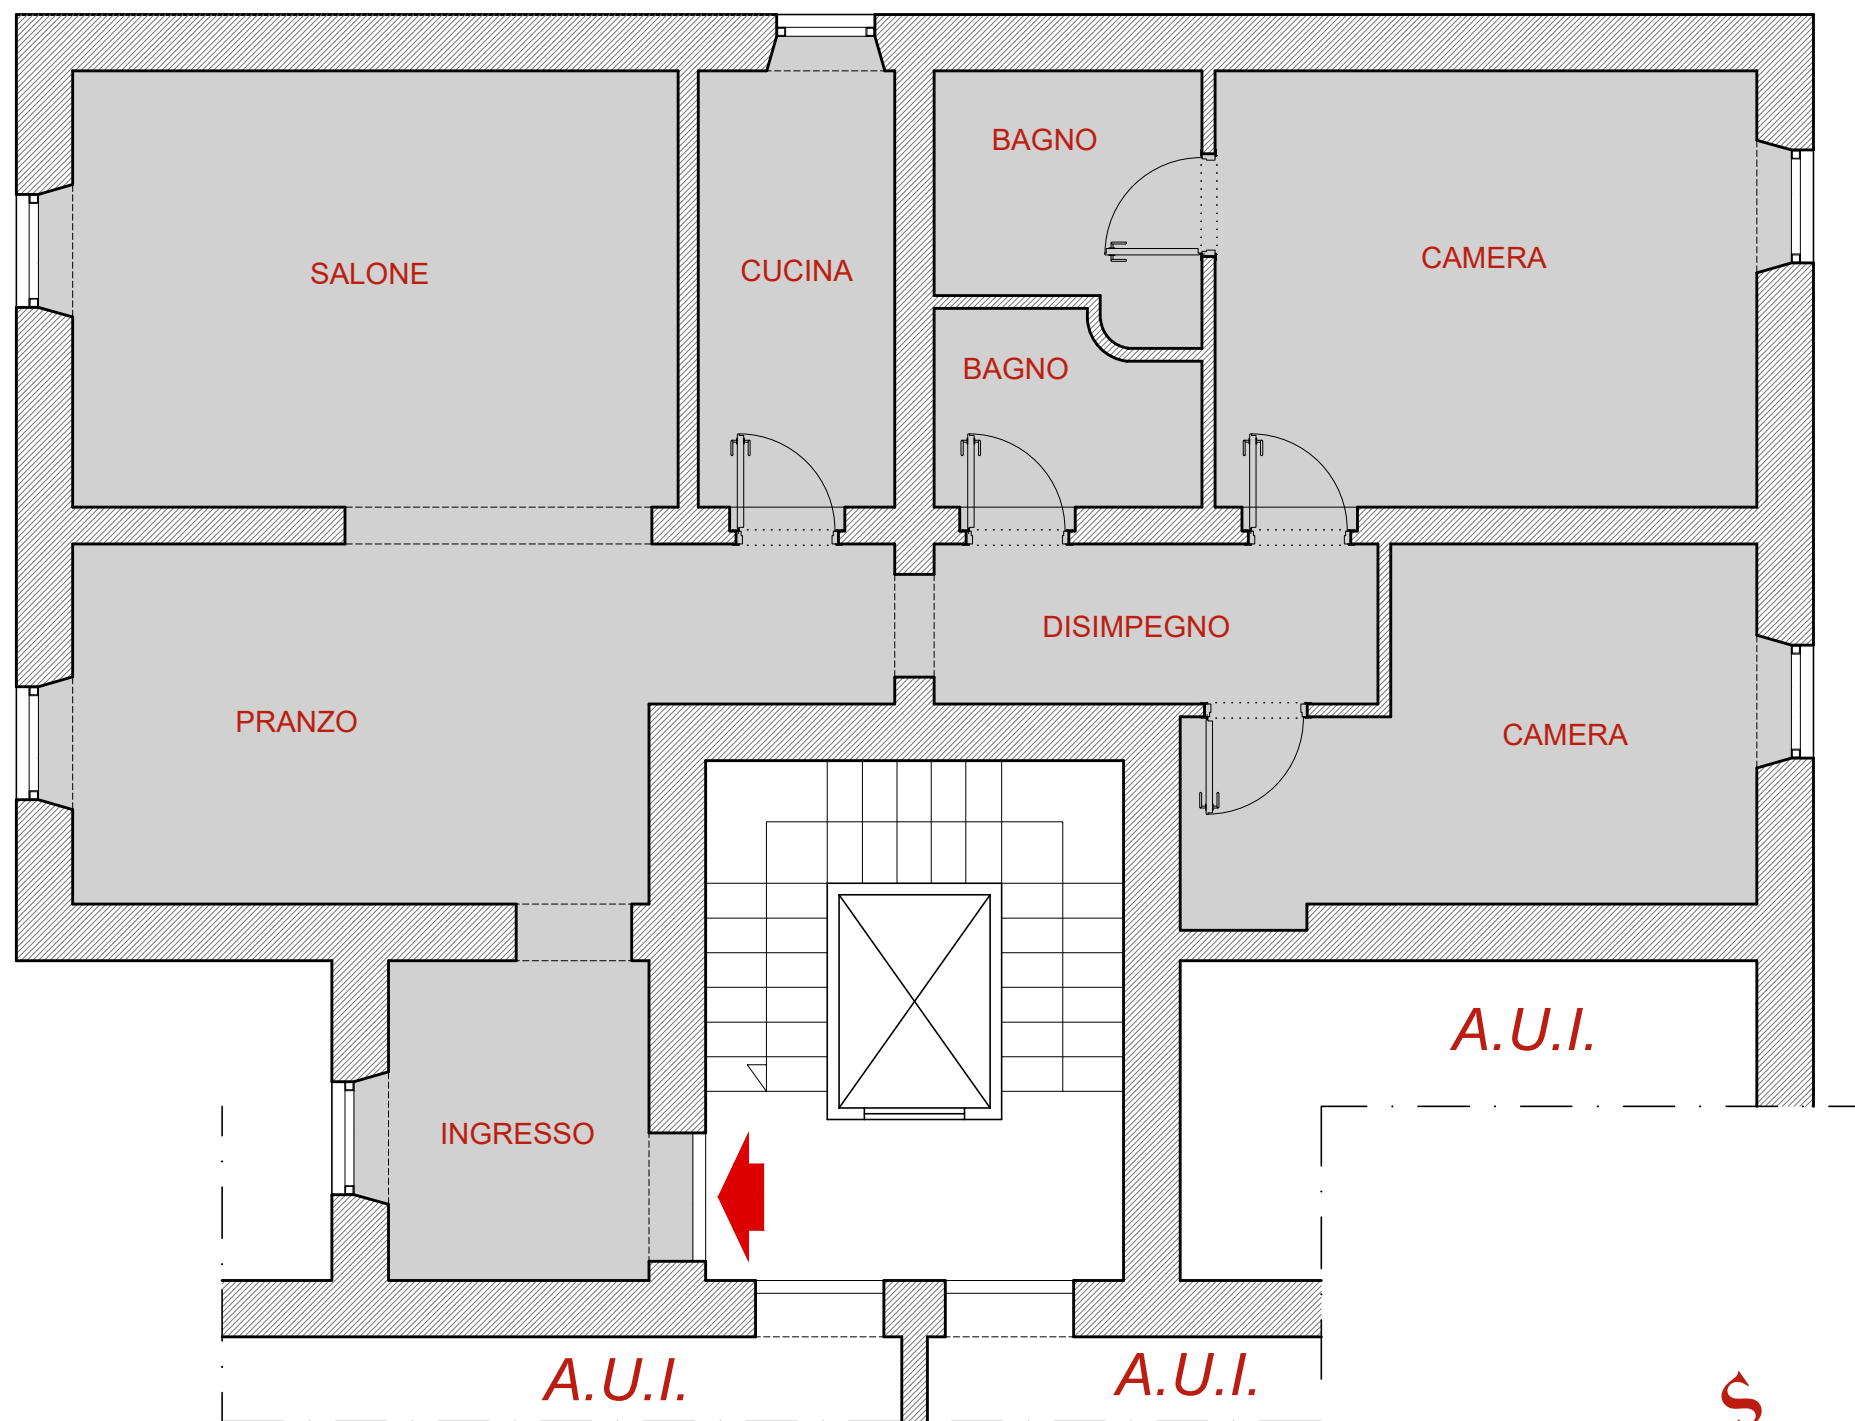 BAGNO
SALONE
CUCINA
CAMERA
BAGNO
DISIMPEGNO
PRANZO
CAMERA
A.U.I.
INGRESSO
A.U.I.
A.U.I.
S